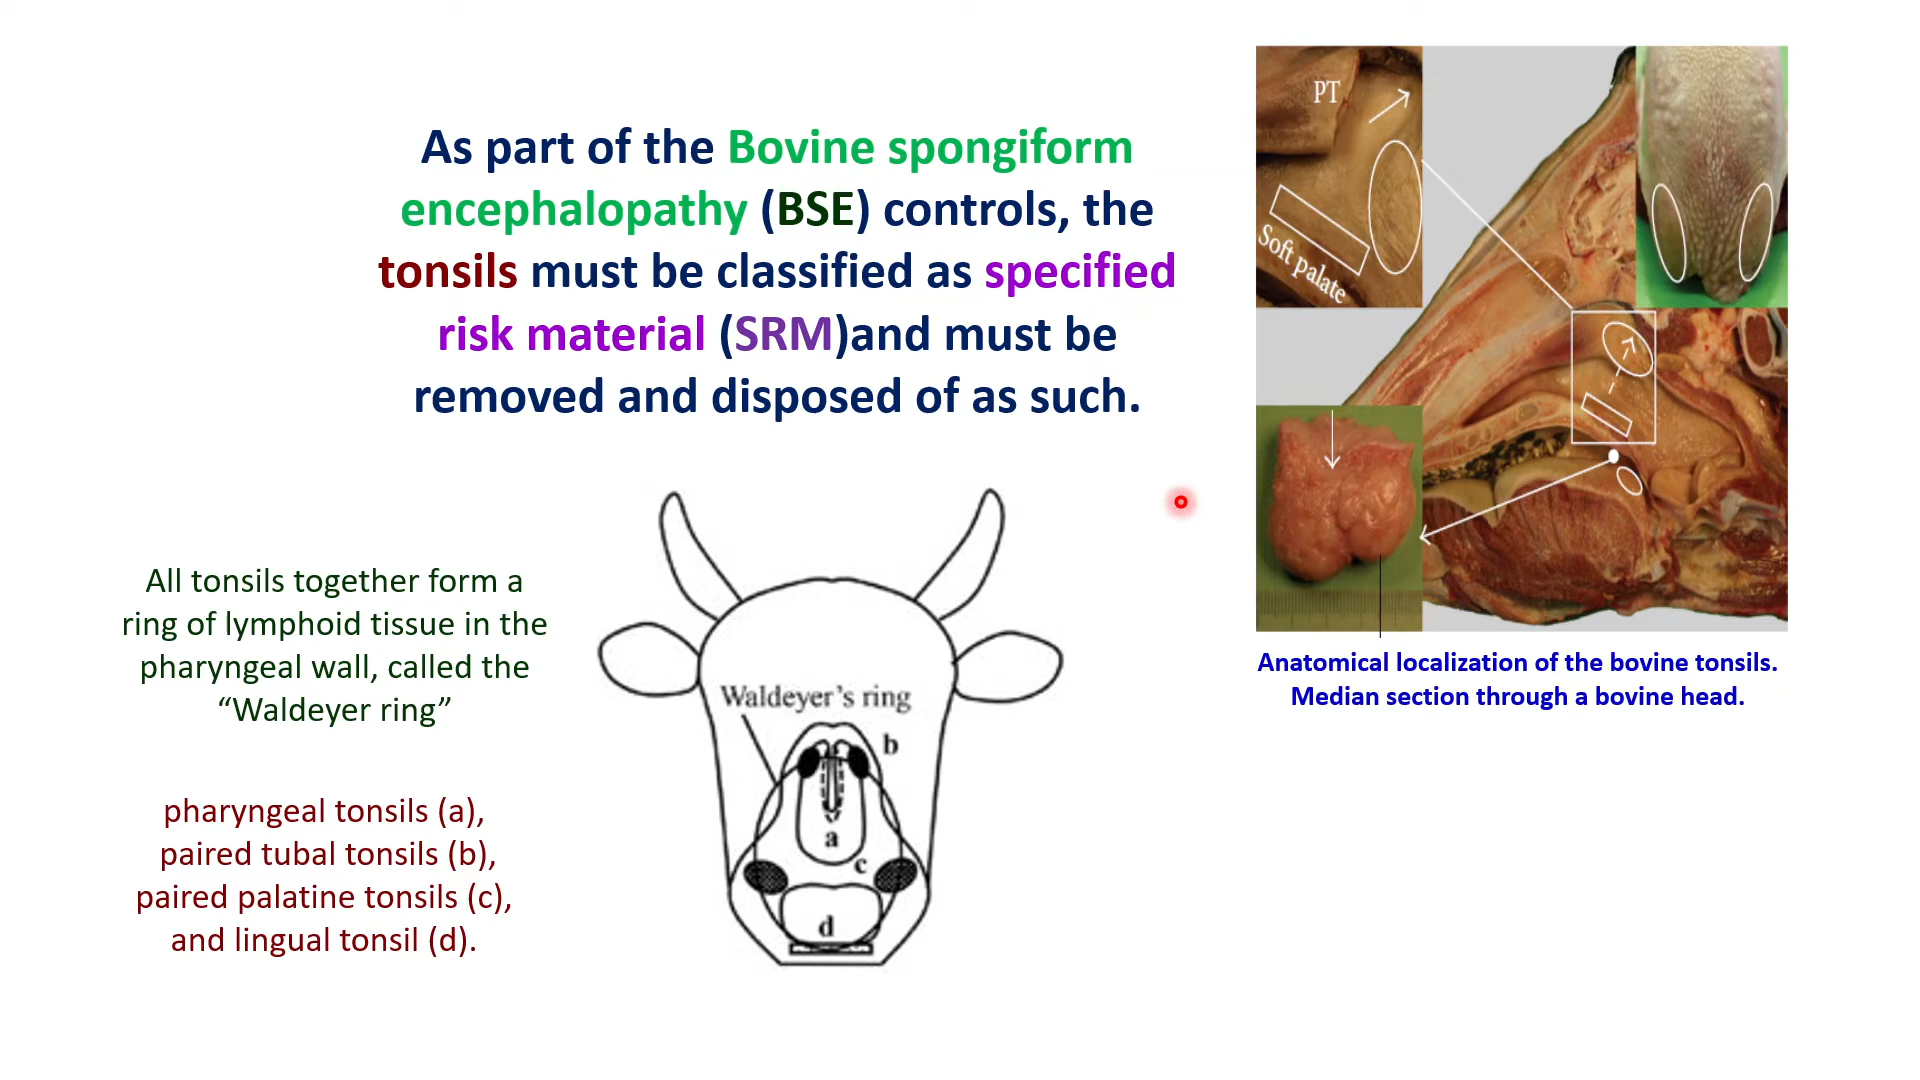 As part of the Bovine spongiform
encephalopathy (BSE) controls, the
tonsils must be classified as specified
risk material (SRM)and must be
removed and disposed of as such.
All tonsils together form a
ring of lymphoid tissue in the
pharyngeal wall, called the
“Waldeyer ring”
pharyngeal tonsils (a),
paired tubal tonsils (b),
paired palatine tonsils (c),
and lingual tonsil (d).
Waldeyer’s ring
b
a
c
d
PT
Soft palate
Anatomical localization of the bovine tonsils.
Median section through a bovine head.